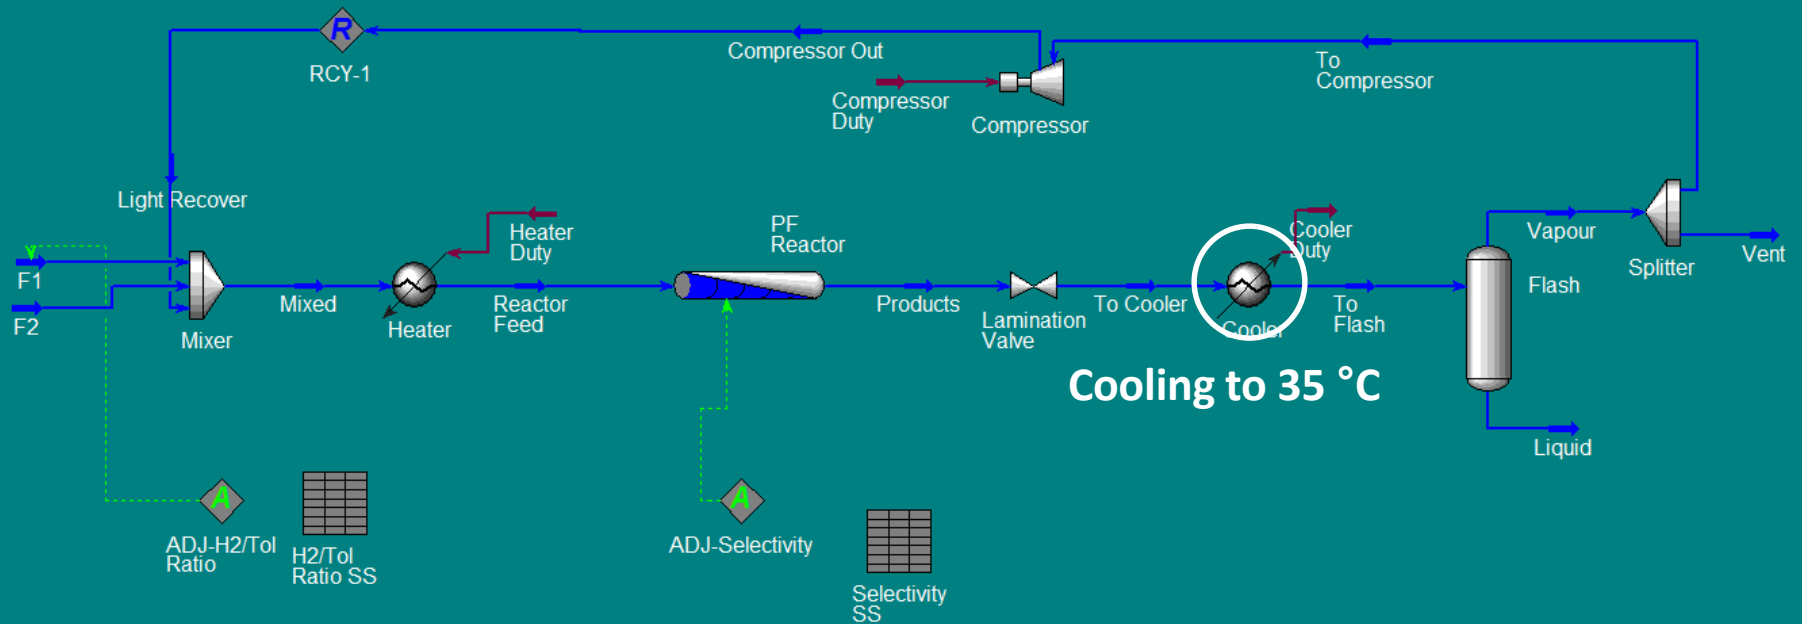 R
RCY-1
Compressor Out
To
Compressor
Compressor
Duty
Compressor
Light Recover
F1
F2
Mixer
Mixed
Heater
Duty
Heater
Reactor
Feed
PF
Reactor
Products
Lamination
Valve
To Cooler
Cooler
Duty
Cooler
To
Flash
Vapour
Flash
Splitter
Vent
Liquid
Cooling to 35 °C
A
ADJ-H2/Tol
Ratio
H2/Tol
Ratio SS
A
ADJ-Selectivity
Selectivity
SS